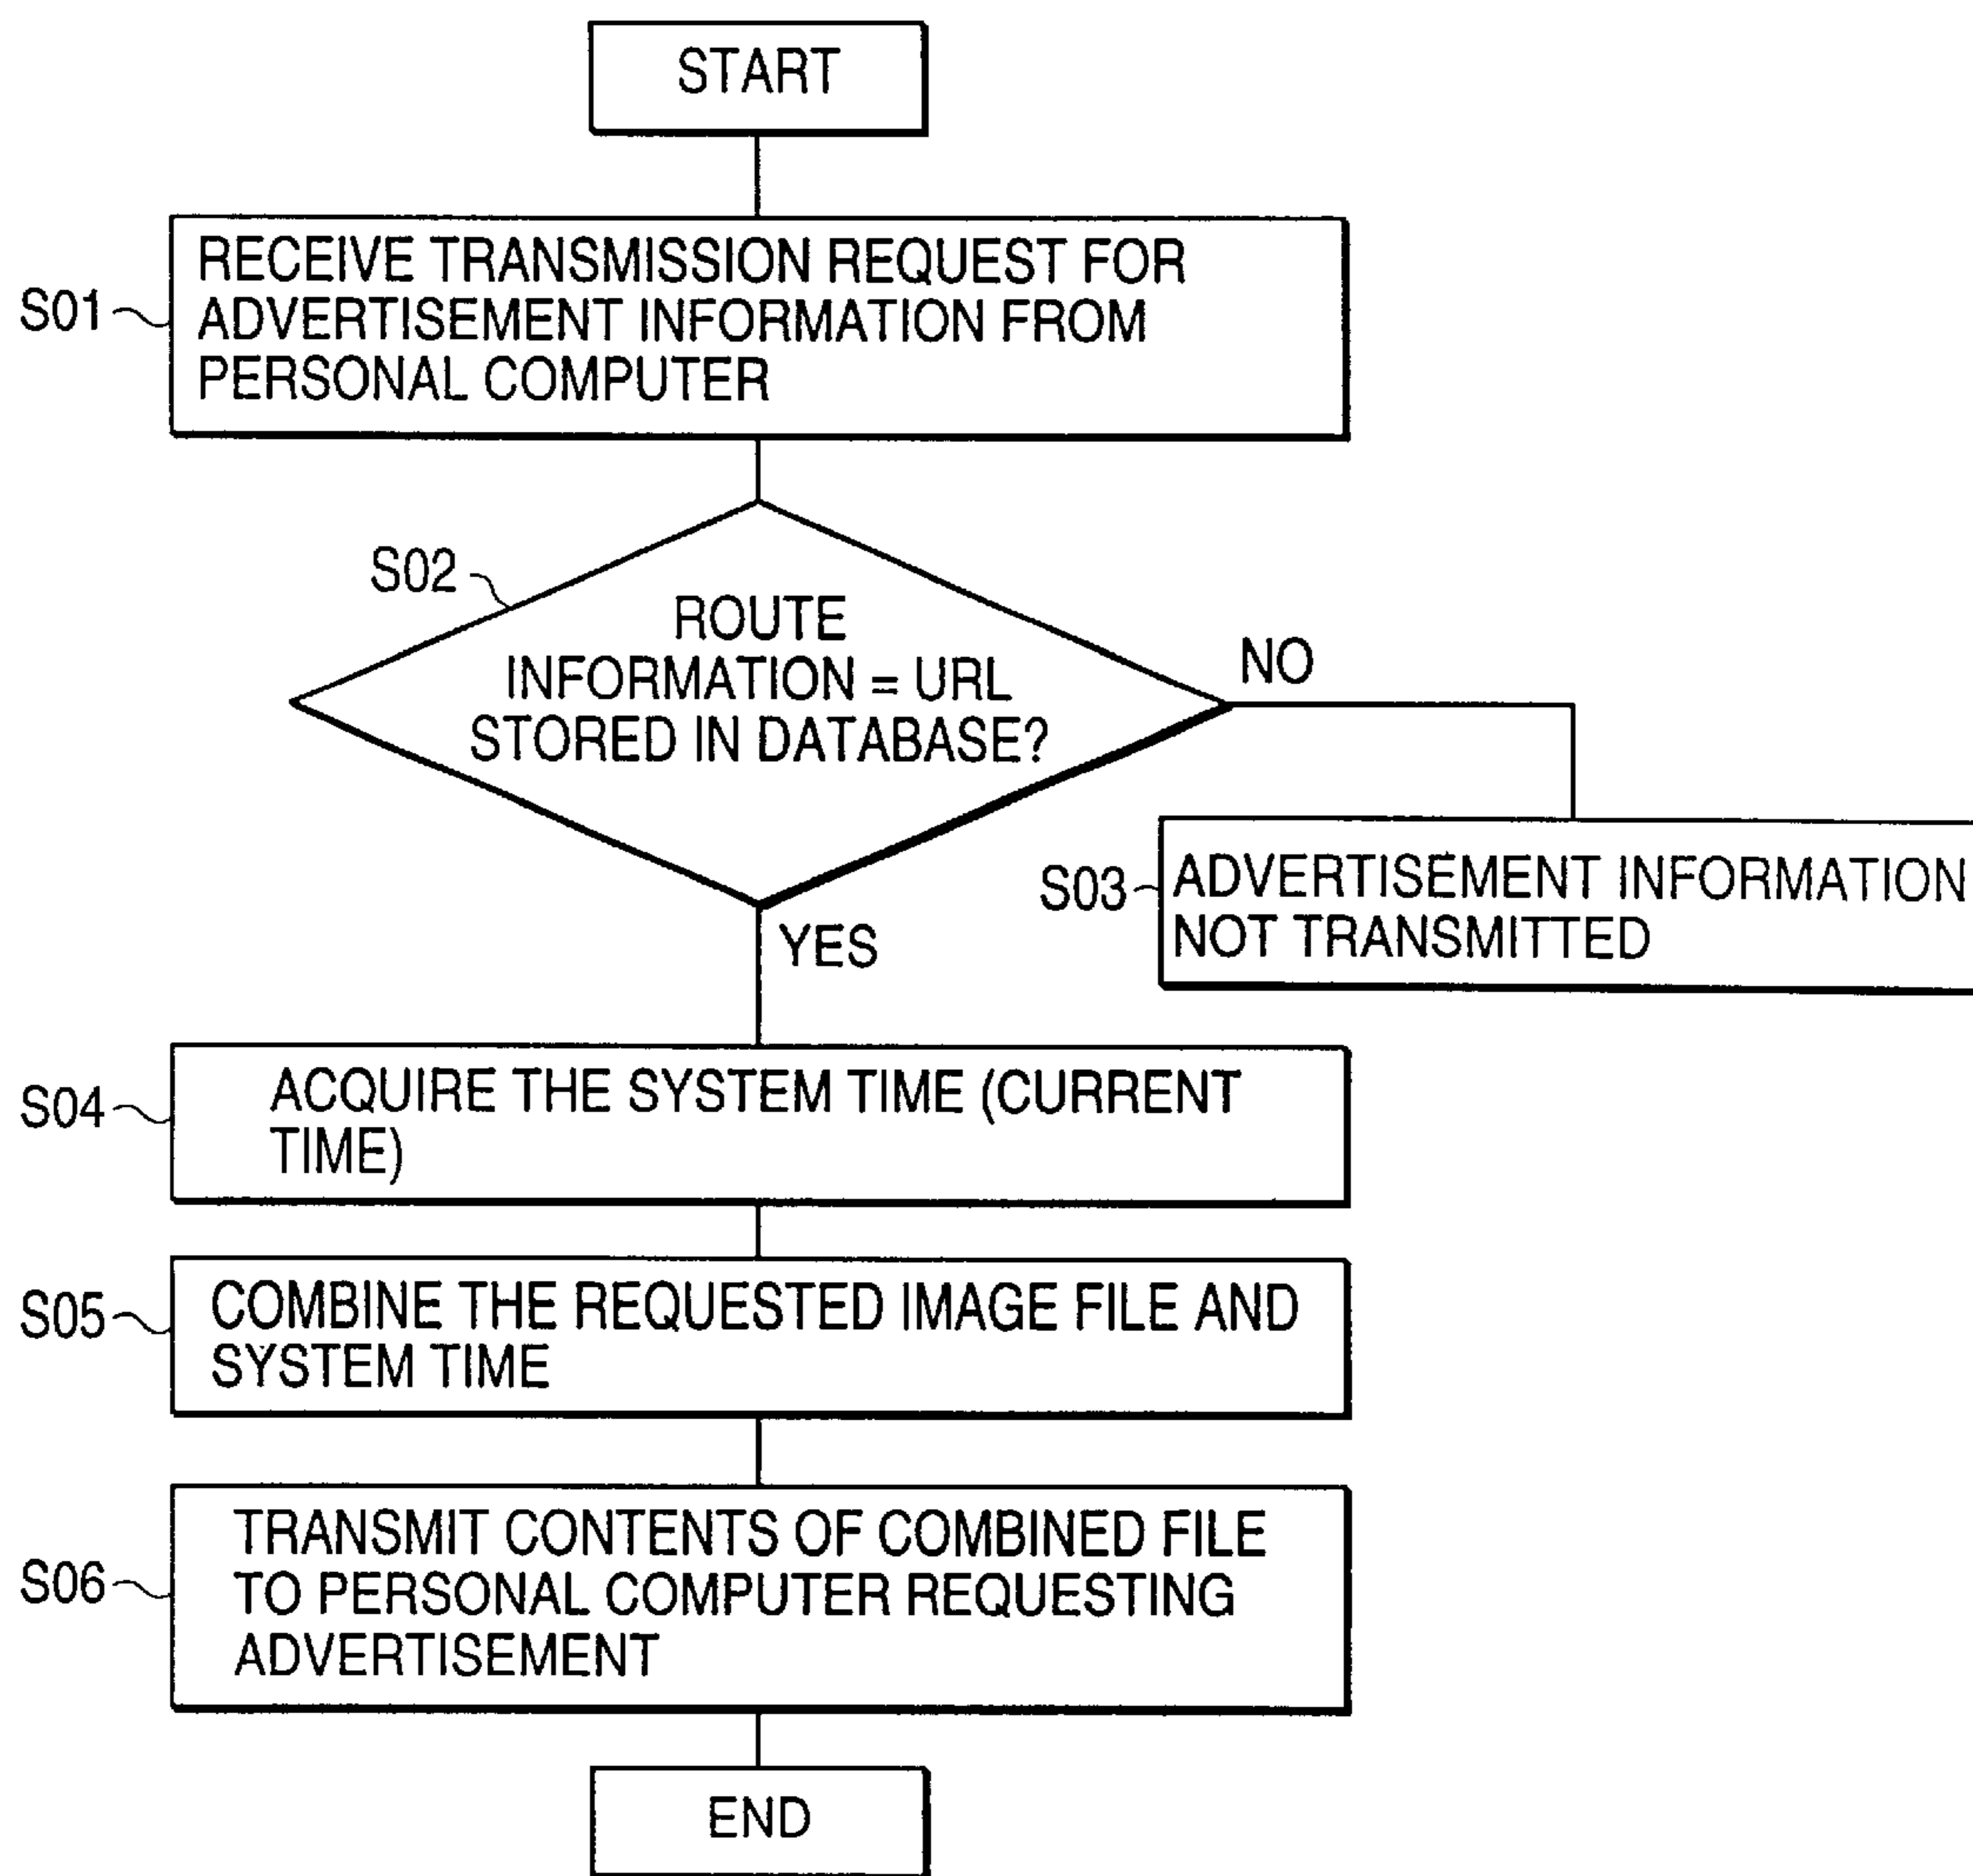 START
S01
RECEIVE TRANSMISSION REQUEST FOR
ADVERTISEMENT INFORMATION FROM
PERSONAL COMPUTER
S02
ROUTE
INFORMATION = URL
STORED IN DATABASE?
NO
YES
S03
ADVERTISEMENT INFORMATION
NOT TRANSMITTED
S04
ACQUIRE THE SYSTEM TIME (CURRENT
TIME)
S05
COMBINE THE REQUESTED IMAGE FILE AND
SYSTEM TIME
S06
TRANSMIT CONTENTS OF COMBINED FILE
TO PERSONAL COMPUTER REQUESTING
ADVERTISEMENT
END